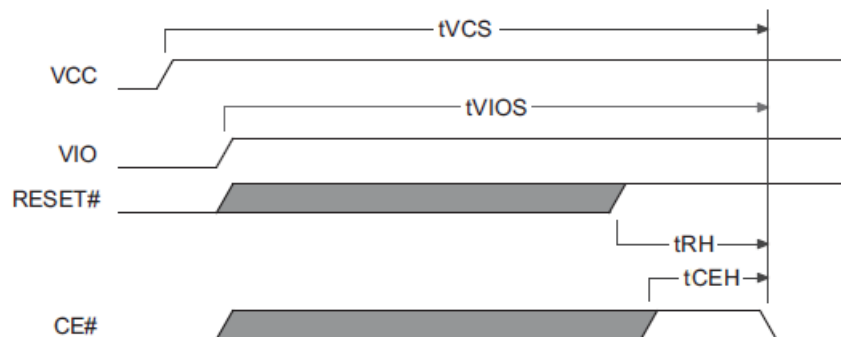 tVCS
VCC
tVIOS
VIO
RESET#
tRH
tCEH
CE#